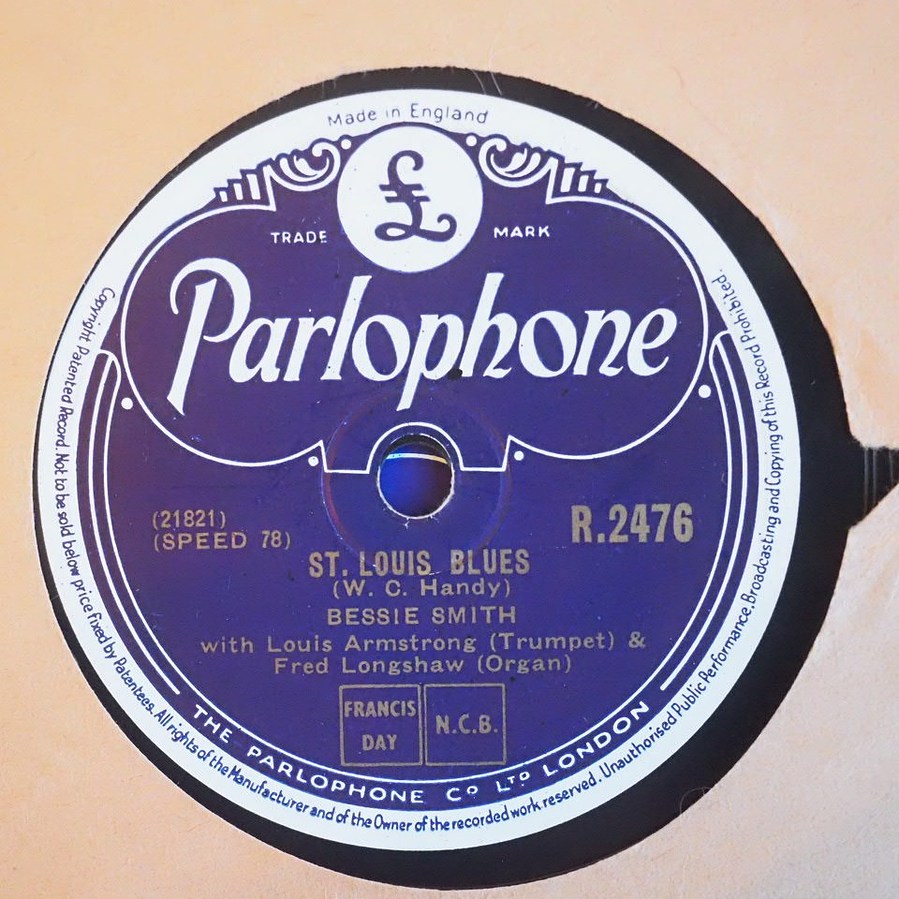 Made in England
£
TRADE MARK
Parlophone
(21821)
(SPEED 78)
R.2476
ST. LOUIS BLUES
(W. C. Handy)
BESSIE SMITH
with Louis Armstrong (Trumpet) &
Fred Longshaw (Organ)
FRANCIS
DAY
N.C.B.
THE PARLOPHONE Co LTD LONDON
Copyright Patented Record. Not to be sold below price fixed by Patentees. All rights of the Manufacturer and of the Owner of the recorded work reserved. Unauthorised Public Performance, Broadcasting and Copying of this Record Prohibited.